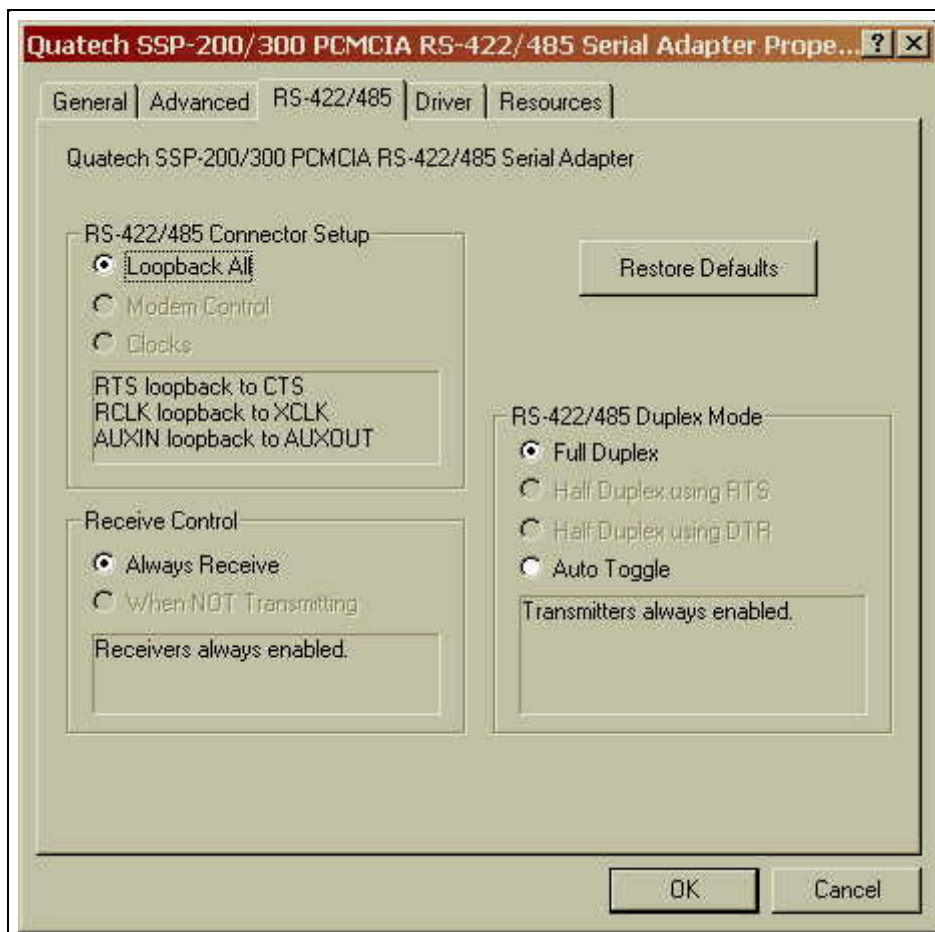 Quatech SSP-200/300 PCMCIA RS-422/485 Serial Adapter Prope...
General
Advanced
RS-422/485
Driver
Resources
Quatech SSP-200/300 PCMCIA RS-422/485 Serial Adapter
RS-422/485 Connector Setup
Loopback All
Modem Control
Clocks
RTS loopback to CTS
RCLK loopback to XCLK
AUXIN loopback to AUXOUT
Restore Defaults
Receive Control
Always Receive
When NOT Transmitting
Receivers always enabled.
RS-422/485 Duplex Mode
Full Duplex
Half Duplex using RTS
Half Duplex using DTR
Auto Toggle
Transmitters always enabled.
OK
Cancel